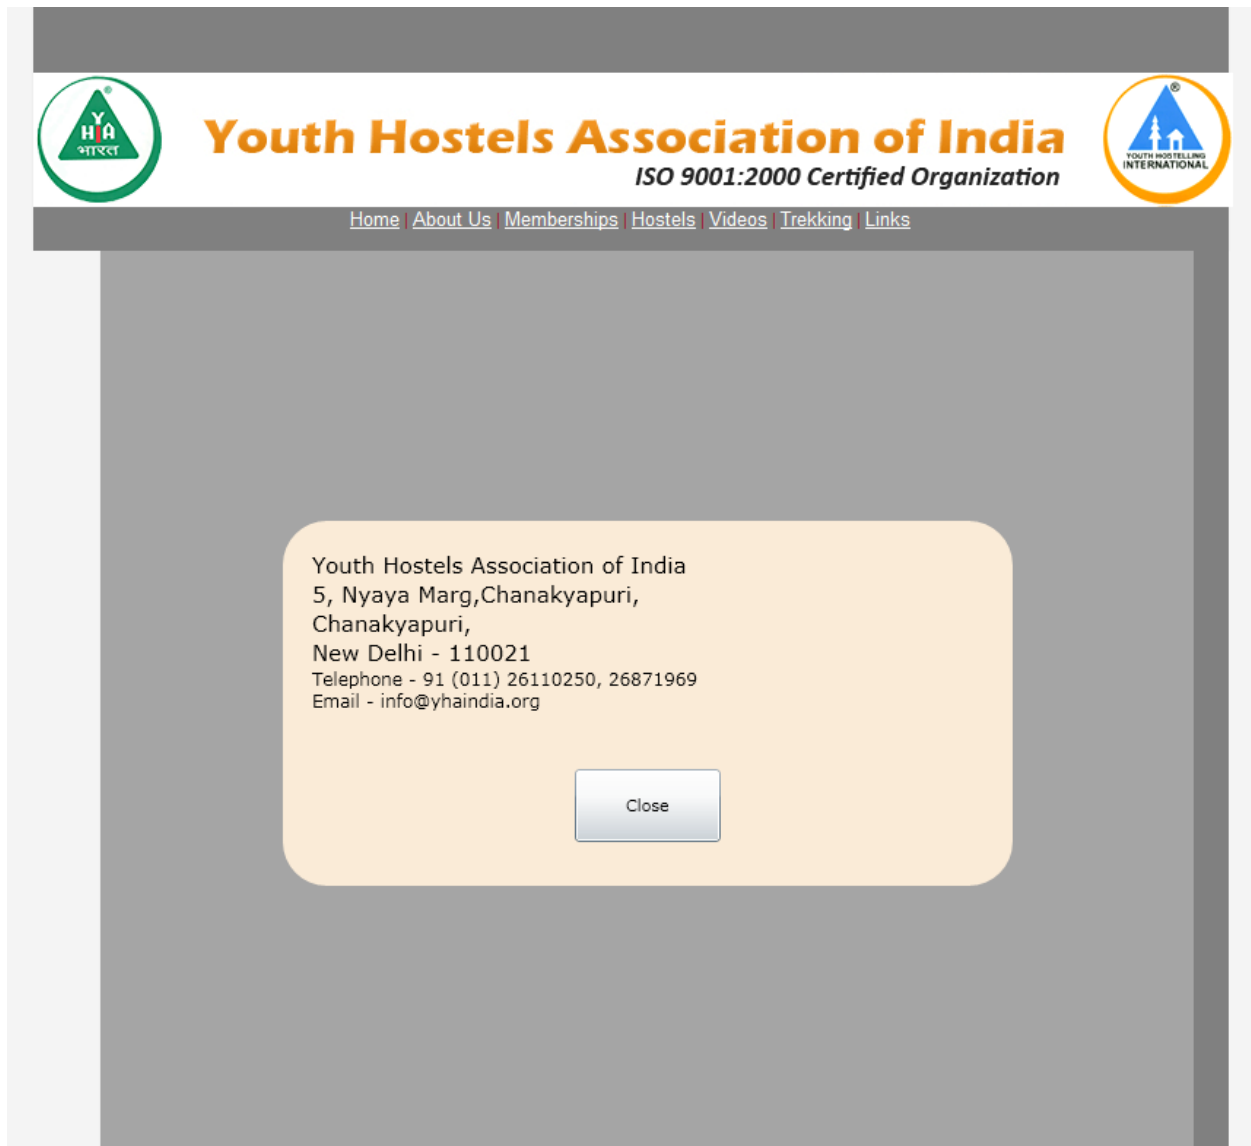 Y
HA
भारत
®
Youth Hostels Association of India
ISO 9001:2000 Certified Organization
®
YOUTH HOSTELLING
INTERNATIONAL
Home | About Us | Memberships | Hostels | Videos | Trekking | Links
Youth Hostels Association of India
5, Nyaya Marg,Chanakyapuri,
Chanakyapuri,
New Delhi - 110021
Telephone - 91 (011) 26110250, 26871969
Email - info@yhaindia.org
Close